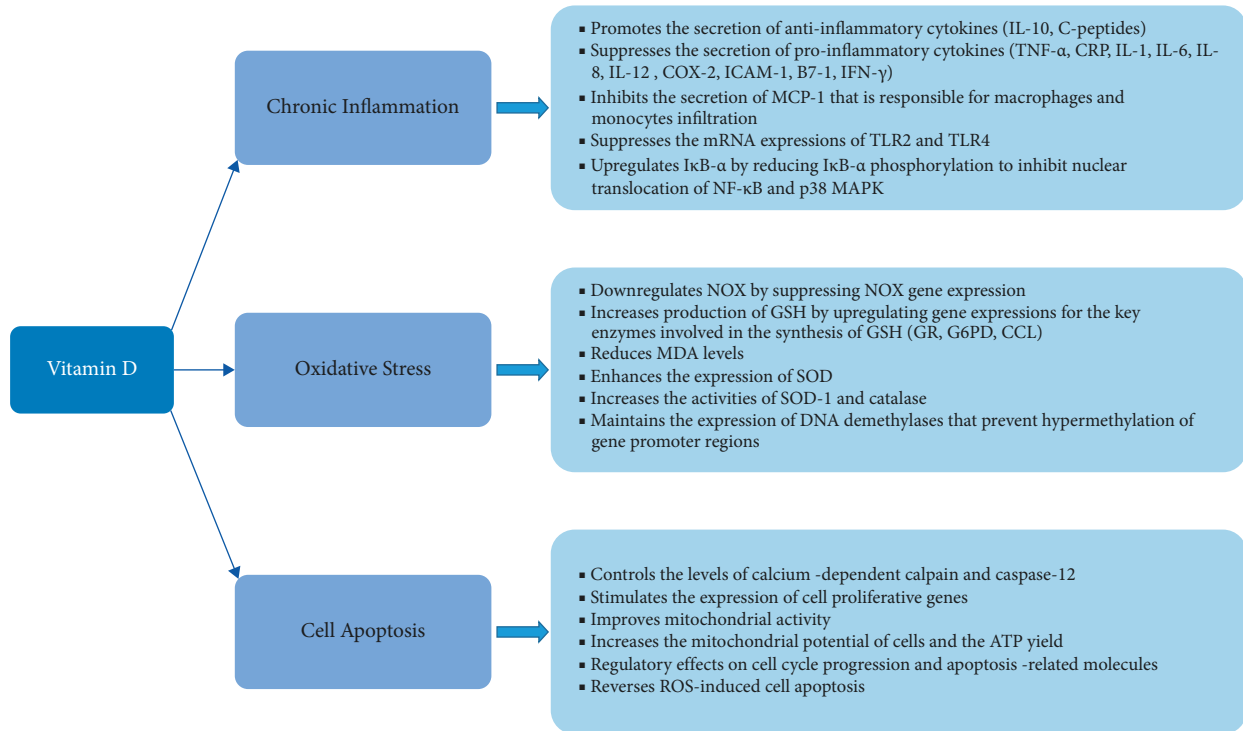 ▪ Promotes the secretion of anti-inflammatory cytokines (IL-10, C-peptides)
▪ Suppresses the secretion of pro-inflammatory cytokines (TNF-α, CRP, IL-1, IL-6, IL-
8, IL-12 , COX-2, ICAM-1, B7-1, IFN-γ)
▪ Inhibits the secretion of MCP-1 that is responsible for macrophages and
monocytes infiltration
▪ Suppresses the mRNA expressions of TLR2 and TLR4
▪ Upregulates IκB-α by reducing IκB-α phosphorylation to inhibit nuclear
translocation of NF-κB and p38 MAPK
Chronic Inflammation
▪ Downregulates NOX by suppressing NOX gene expression
▪ Increases production of GSH by upregulating gene expressions for the key
enzymes involved in the synthesis of GSH (GR, G6PD, CCL)
▪ Reduces MDA levels
▪ Enhances the expression of SOD
▪ Increases the activities of SOD-1 and catalase
▪ Maintains the expression of DNA demethylases that prevent hypermethylation of
gene promoter regions
Vitamin D
Oxidative Stress
▪ Controls the levels of calcium -dependent calpain and caspase-12
▪ Stimulates the expression of cell proliferative genes
▪ Improves mitochondrial activity
▪ Increases the mitochondrial potential of cells and the ATP yield
▪ Regulatory effects on cell cycle progression and apoptosis -related molecules
▪ Reverses ROS-induced cell apoptosis
Cell Apoptosis